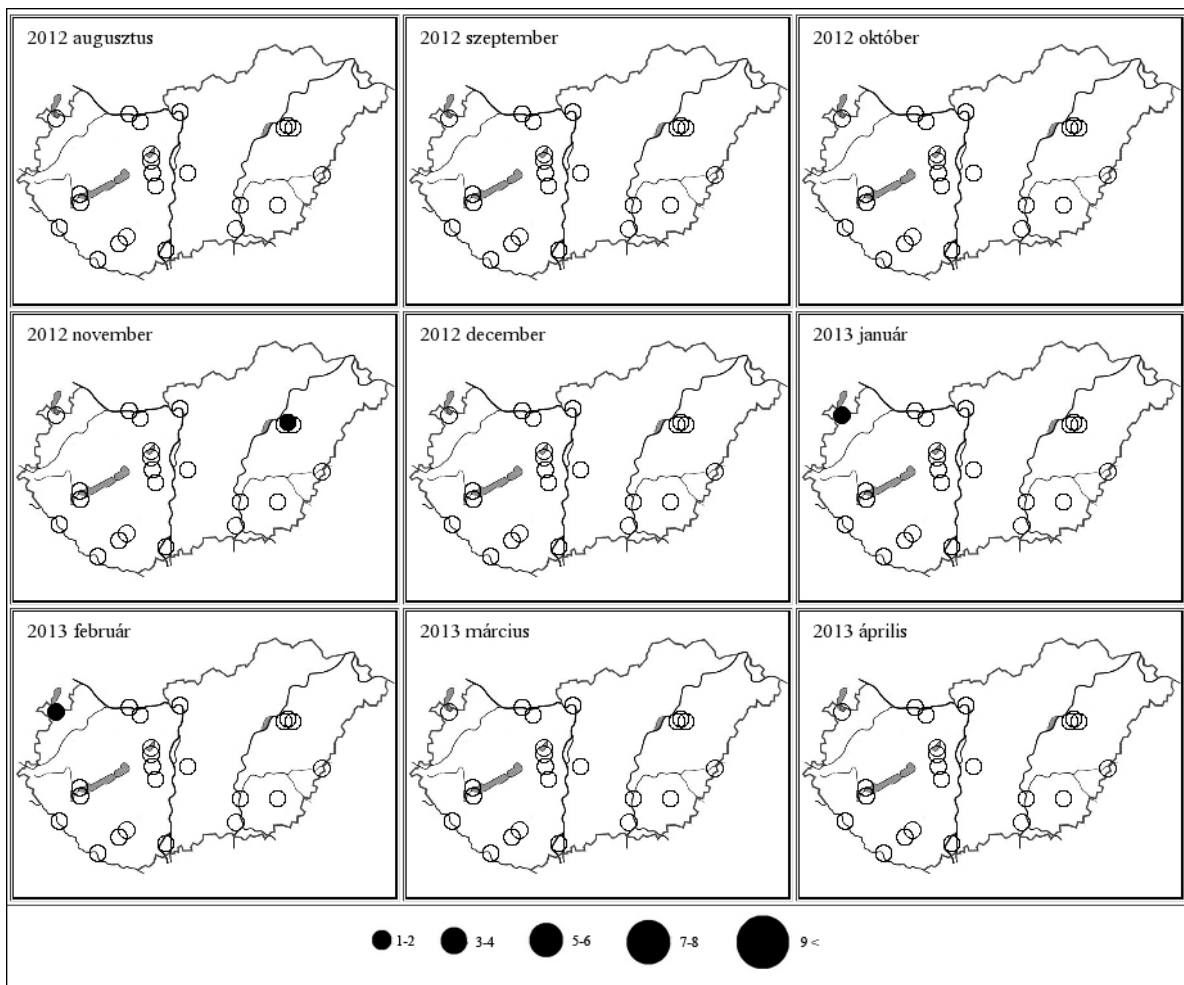 2012 augusztus
2012 szeptember
2012 október
2012 november
2012 december
2013 január
2013 február
2013 március
2013 április
1-2
3-4
5-6
7-8
9 <